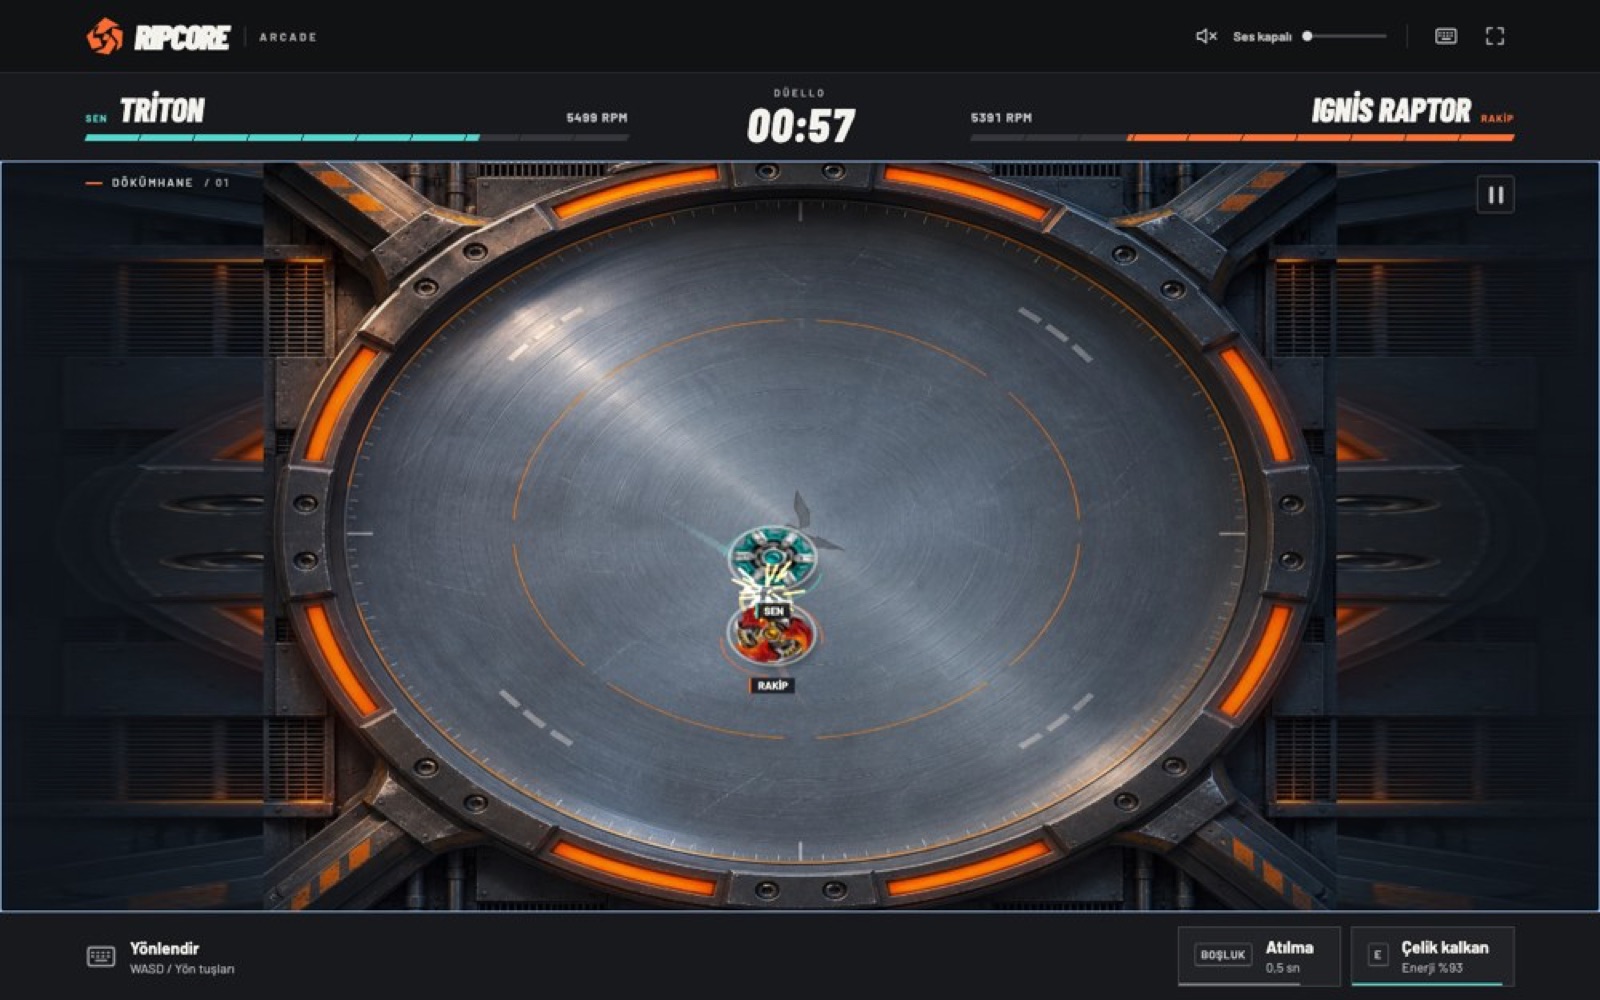 RIPCORE ARCADE
Ses kapalı
SEN TRİTON 5499 RPM
DÜELLO
00:57
5391 RPM IGNİS RAPTOR RAKİP
DÖKÜMHANE / 01
SEN
RAKİP
Yönlendir
WASD / Yön tuşları
BOŞLUK Atılma
0,5 sn
E Çelik kalkan
Enerji %93